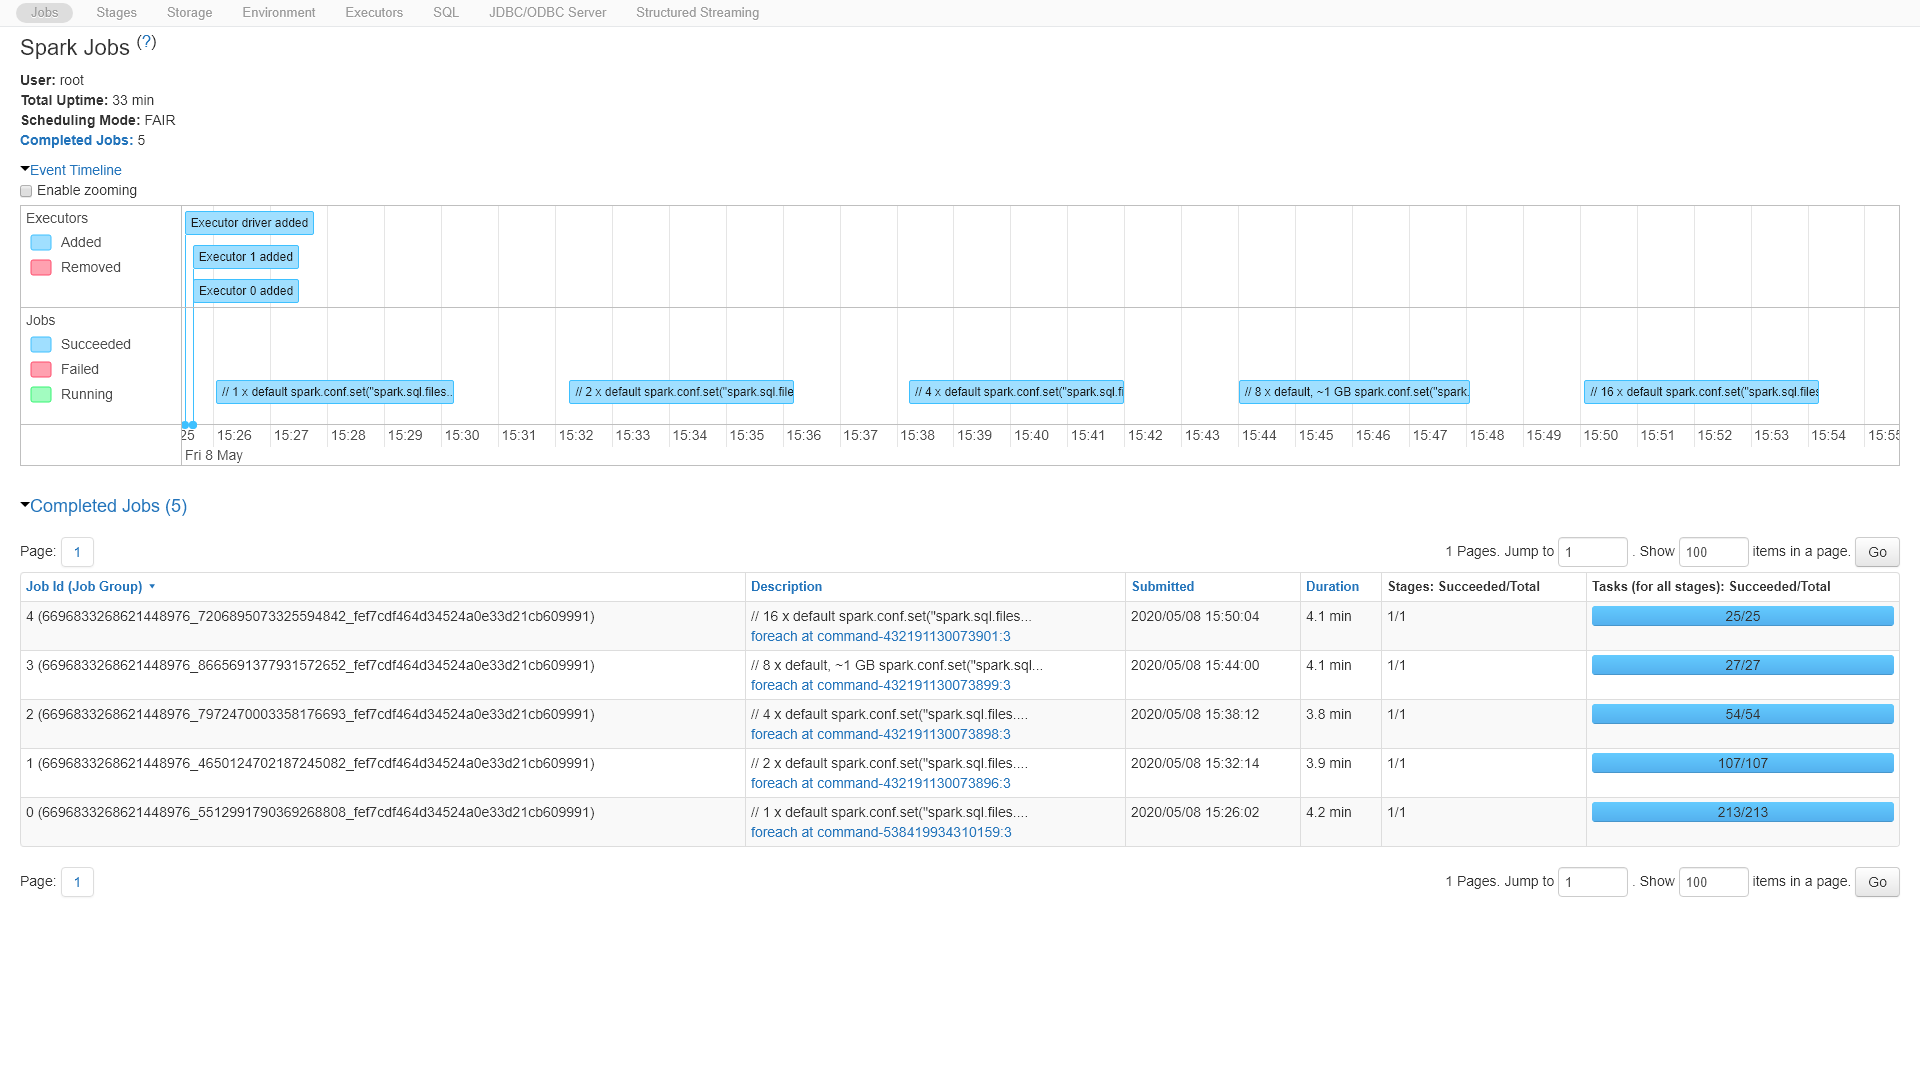 Jobs Stages Storage Environment Executors SQL JDBC/ODBC Server Structured Streaming
Spark Jobs (?)
User: root
Total Uptime: 33 min
Scheduling Mode: FAIR
Completed Jobs: 5
Event Timeline
Enable zooming
Executors
Added
Removed
Executor driver added
Executor 1 added
Executor 0 added
Jobs
Succeeded
Failed
Running
// 1 x default spark.conf.set("spark.sql.files... // 2 x default spark.conf.set("spark.sql.file // 4 x default spark.conf.set("spark.sql.fi // 8 x default, ~1 GB spark.conf.set("spark. // 16 x default spark.conf.set("spark.sql.files
25 15:26 15:27 15:28 15:29 15:30 15:31 15:32 15:33 15:34 15:35 15:36 15:37 15:38 15:39 15:40 15:41 15:42 15:43 15:44 15:45 15:46 15:47 15:48 15:49 15:50 15:51 15:52 15:53 15:54 15:55
Fri 8 May
Completed Jobs (5)
Page: 1 1 Pages. Jump to 1 . Show 100 items in a page. Go
Job Id (Job Group) ▾ Description Submitted Duration Stages: Succeeded/Total Tasks (for all stages): Succeeded/Total
4 (6696833268621448976_7206895073325594842_fef7cdf464d34524a0e33d21cb609991) // 16 x default spark.conf.set("spark.sql.files... 2020/05/08 15:50:04 4.1 min 1/1 25/25
foreach at command-432191130073901:3
3 (6696833268621448976_8665691377931572652_fef7cdf464d34524a0e33d21cb609991) // 8 x default, ~1 GB spark.conf.set("spark.sql... 2020/05/08 15:44:00 4.1 min 1/1 27/27
foreach at command-432191130073899:3
2 (6696833268621448976_7972470003358176693_fef7cdf464d34524a0e33d21cb609991) // 4 x default spark.conf.set("spark.sql.files.... 2020/05/08 15:38:12 3.8 min 1/1 54/54
foreach at command-432191130073898:3
1 (6696833268621448976_4650124702187245082_fef7cdf464d34524a0e33d21cb609991) // 2 x default spark.conf.set("spark.sql.files.... 2020/05/08 15:32:14 3.9 min 1/1 107/107
foreach at command-432191130073896:3
0 (6696833268621448976_5512991790369268808_fef7cdf464d34524a0e33d21cb609991) // 1 x default spark.conf.set("spark.sql.files.... 2020/05/08 15:26:02 4.2 min 1/1 213/213
foreach at command-538419934310159:3
Page: 1 1 Pages. Jump to 1 . Show 100 items in a page. Go